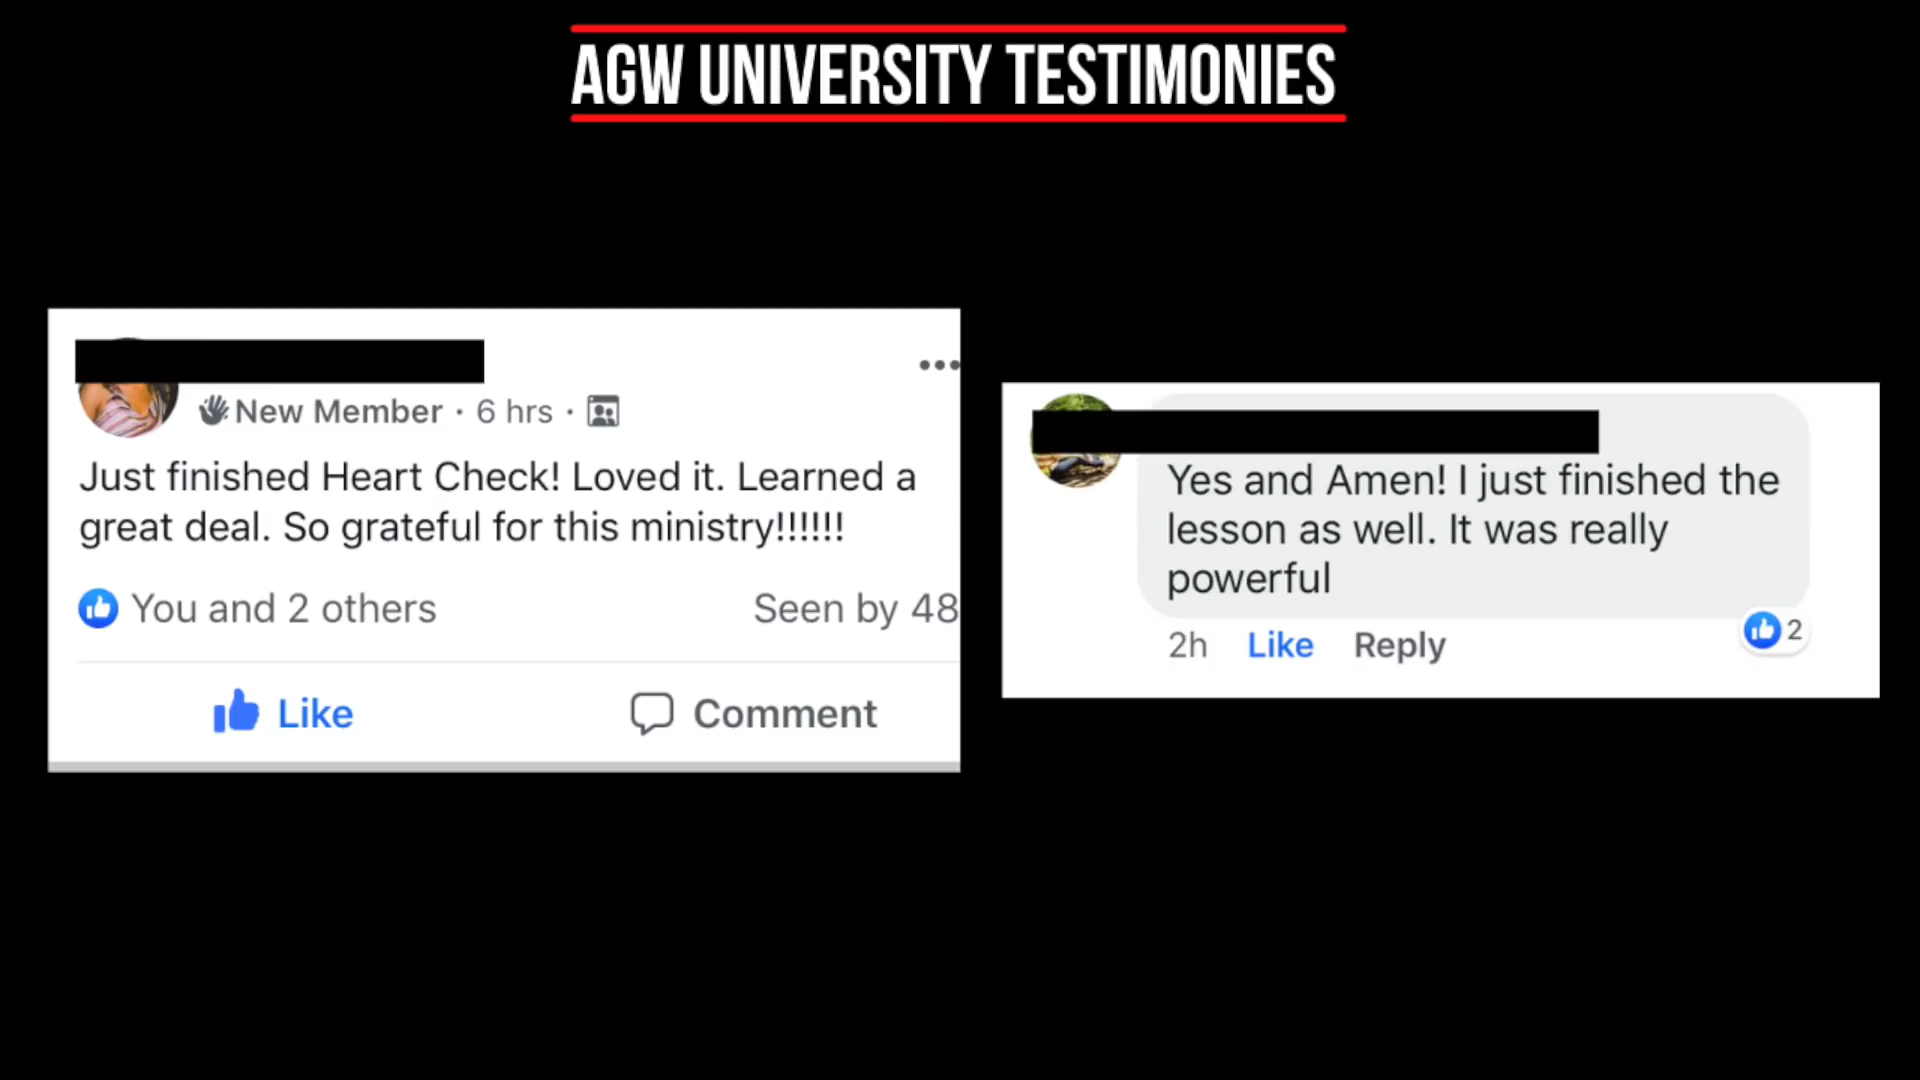 AGW UNIVERSITY TESTIMONIES
New Member · 6 hrs ·
Just finished Heart Check! Loved it. Learned a
great deal. So grateful for this ministry!!!!!!
You and 2 others
Seen by 48
Like
Comment
Yes and Amen! I just finished the
lesson as well. It was really
powerful
2h Like Reply
2